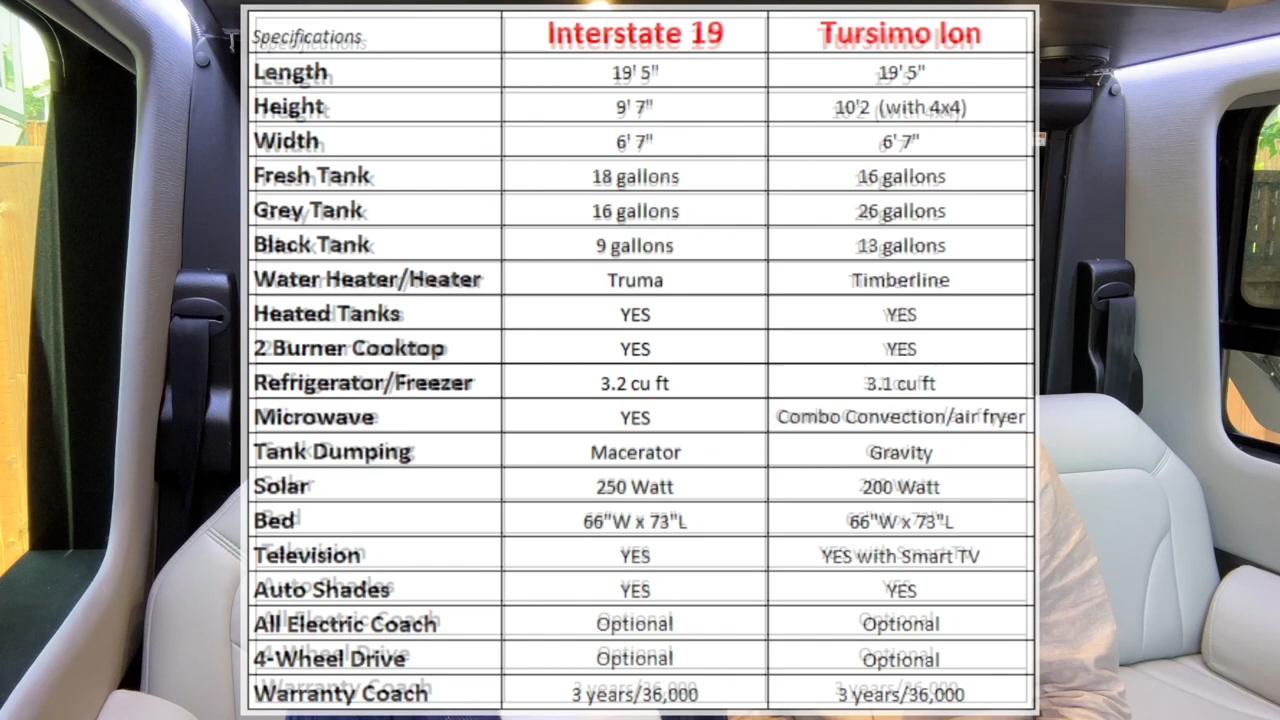 Specifications Interstate 19 Tursimo Ion
Length 19' 5" 19' 5"
Height 9' 7" 10'2 (with 4x4)
Width 6' 7" 6' 7"
Fresh Tank 18 gallons 16 gallons
Grey Tank 16 gallons 26 gallons
Black Tank 9 gallons 13 gallons
Water Heater/Heater Truma Timberline
Heated Tanks YES YES
2 Burner Cooktop YES YES
Refrigerator/Freezer 3.2 cu ft 3.1 cu ft
Microwave YES Combo Convection/air fryer
Tank Dumping Macerator Gravity
Solar 250 Watt 200 Watt
Bed 66"W x 73"L 66"W x 73"L
Television YES YES with Smart TV
Auto Shades YES YES
All Electric Coach Optional Optional
4-Wheel Drive Optional Optional
Warranty Coach 3 years/36,000 3 years/36,000